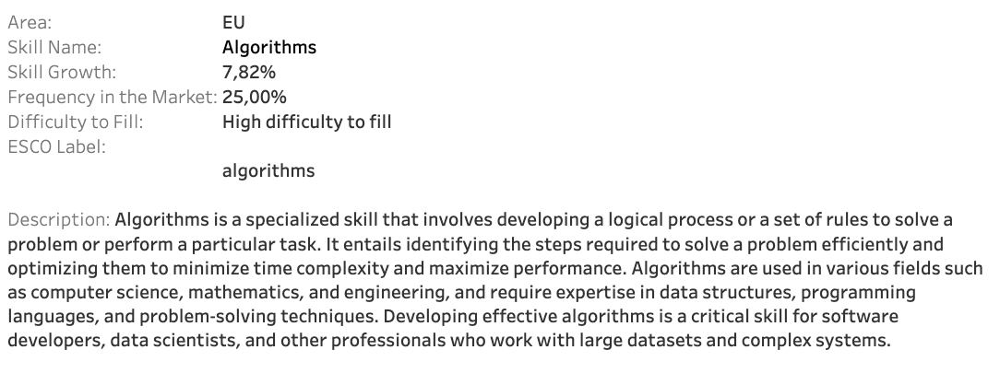 Area: EU
Skill Name: Algorithms
Skill Growth: 7,82%
Frequency in the Market: 25,00%
Difficulty to Fill: High difficulty to fill
ESCO Label:
algorithms
Description: Algorithms is a specialized skill that involves developing a logical process or a set of rules to solve a
problem or perform a particular task. It entails identifying the steps required to solve a problem efficiently and
optimizing them to minimize time complexity and maximize performance. Algorithms are used in various fields such
as computer science, mathematics, and engineering, and require expertise in data structures, programming
languages, and problem-solving techniques. Developing effective algorithms is a critical skill for software
developers, data scientists, and other professionals who work with large datasets and complex systems.